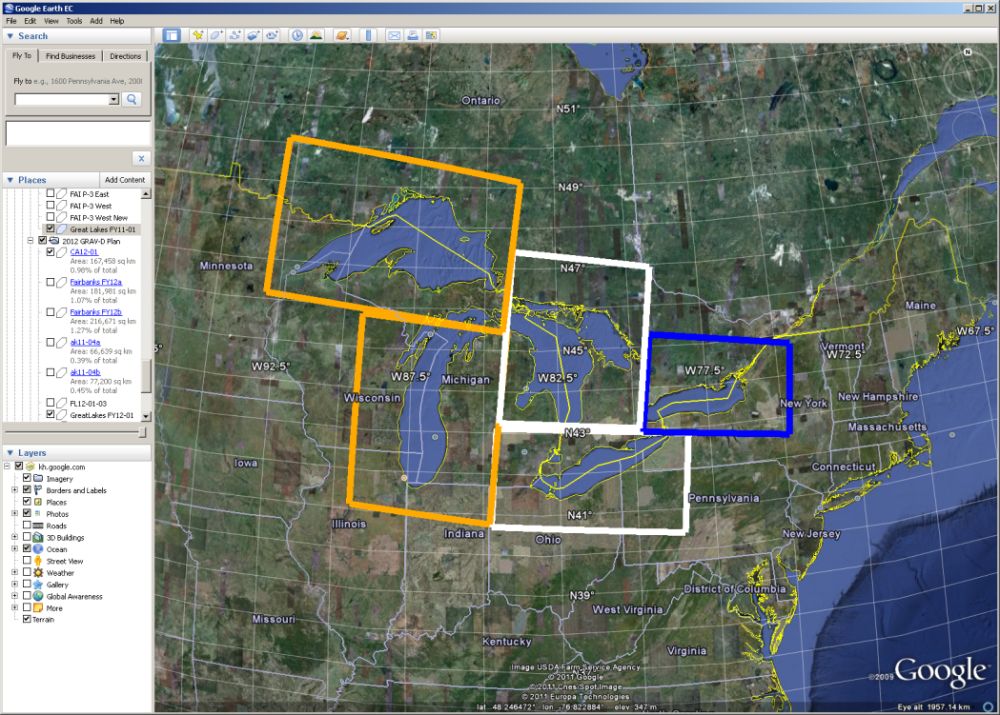 Google Earth EC
File Edit View Tools Add Help
Search
Fly To Find Businesses Directions
Fly to e.g., 1600 Pennsylvania Ave, 2000
Places Add Content
FAI P-3 East
FAI P-3 West
FAI P-3 West New
Great Lakes FY11-01
2012 GRAV-D Plan
CA12-01
Area: 167,458 sq km
0.98% of total
Fairbanks FY12a
Area: 181,981 sq km
1.07% of total
Fairbanks FY12b
Area: 216,671 sq km
1.27% of total
ak11-04a
Area: 66,639 sq km
0.39% of total
ak11-04b
Area: 77,200 sq km
0.45% of total
FL12-01-03
GreatLakes FY12-01
Layers
kh.google.com
Imagery
Borders and Labels
Places
Photos
Roads
3D Buildings
Ocean
Street View
Weather
Gallery
Global Awareness
More
Terrain
N
Ontario
N51°
N49°
Minnesota
N47°
Maine
W67.5°
5°
Vermont
W72.5°
N45°
W92.5°
W87.5°
Michigan
W82.5°
W77.5°
Wisconsin
New York
New Hampshire
Massachusetts
N43°
Iowa
Connecticut
Pennsylvania
N41°
Illinois
Indiana
Ohio
New Jersey
District of Columbia
N39°
West Virginia
Missouri
Kentucky
Virginia
Image USDA Farm Service Agency
© 2011 Google
© 2011 Cnes/Spot Image
© 2011 Europa Technologies
©2009 Google
lat 48.246472° lon -76.822884° elev 347 m
Eye alt 1957.14 km